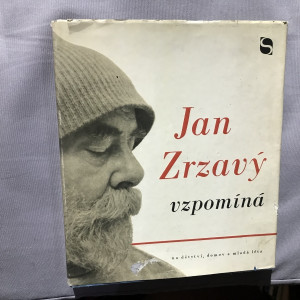 S
Jan
Zrzavý
vzpomíná
na dětství, domov a mladá léta